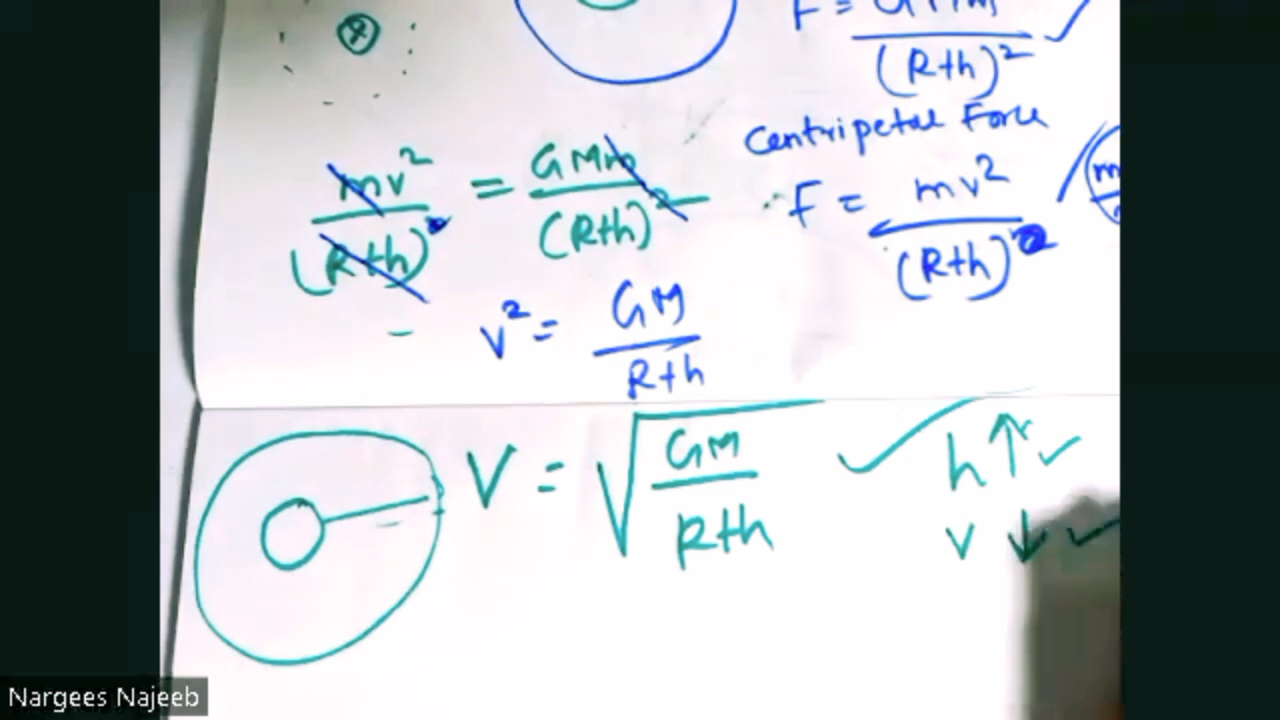 F = GMm
(R+h)²
Centripetal Force
mv² = GMm
(R+h) (R+h)²
F = mv²
(R+h)
v² = GM
R+h
V = √GM
R+h
h ↑ ✓
v ↓ ✓
Nargees Najeeb